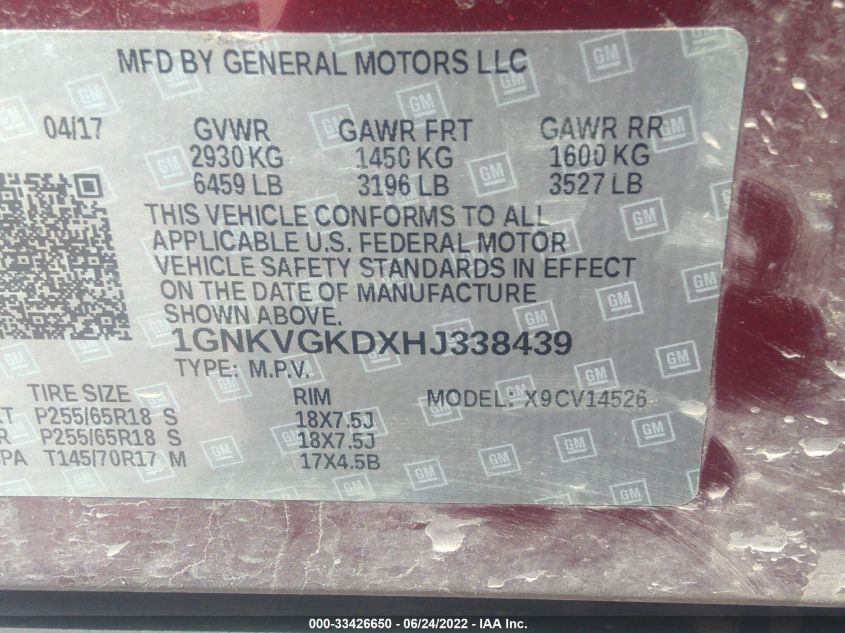 MFD BY GENERAL MOTORS LLC
04/17 GVWR GAWR FRT GAWR RR
2930 KG 1450 KG 1600 KG
6459 LB 3196 LB 3527 LB
THIS VEHICLE CONFORMS TO ALL
APPLICABLE U.S. FEDERAL MOTOR
VEHICLE SAFETY STANDARDS IN EFFECT
ON THE DATE OF MANUFACTURE
SHOWN ABOVE.
1GNKVGKDXHJ338439
TYPE: M.P.V.
TIRE SIZE RIM MODEL: X9CV14526
T P255/65R18 S 18X7.5J
R P255/65R18 S 18X7.5J
PA T145/70R17 M 17X4.5B
000-33426650 - 06/24/2022 - IAA Inc.